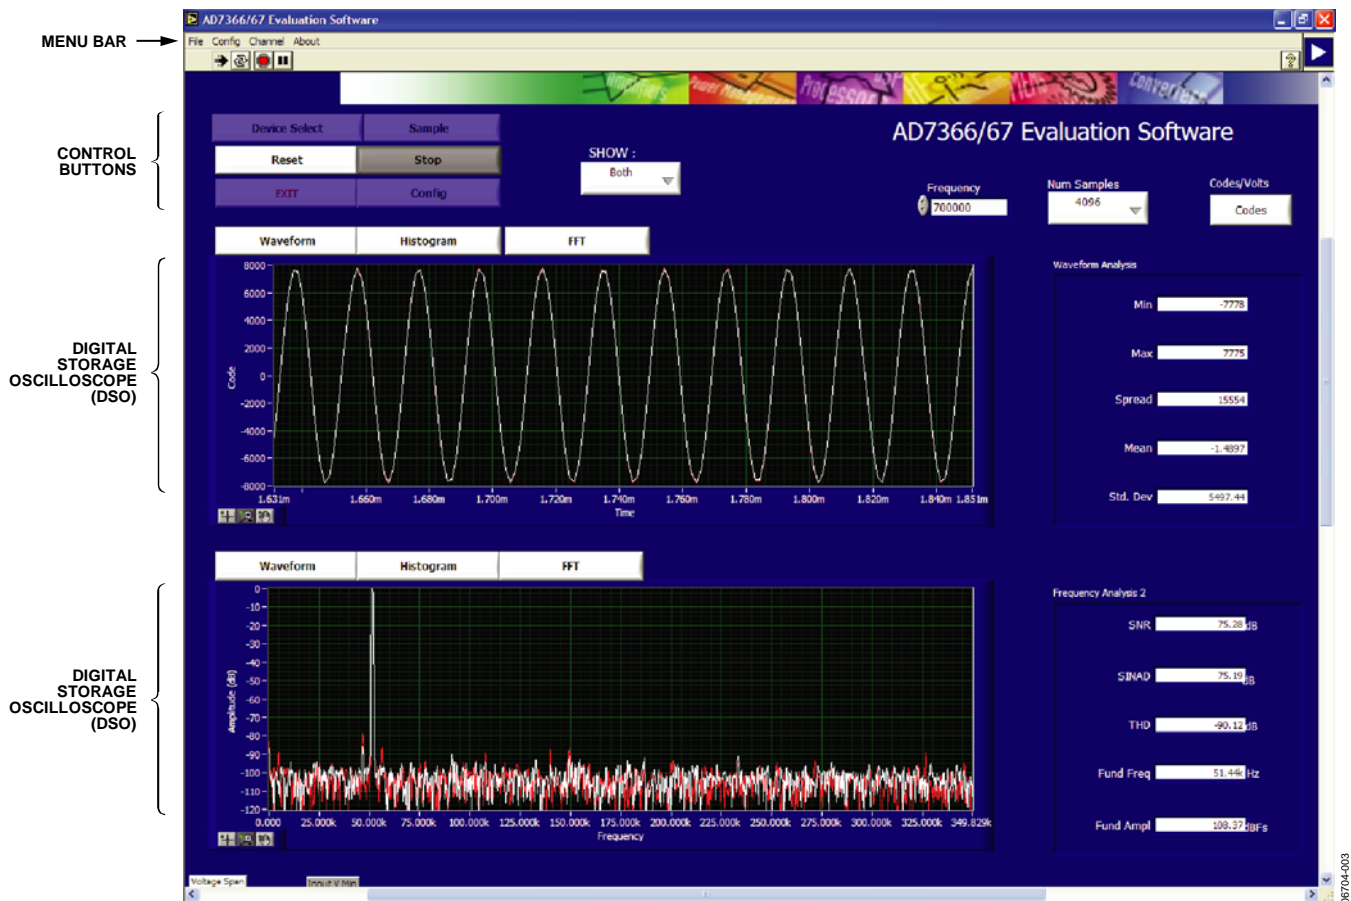 AD7366/67 Evaluation Software
MENU BAR
File Config Channel About
Amplifiers Power Management Processor DSP Converters
AD7366/67 Evaluation Software
CONTROL
BUTTONS
Device Select Sample
Reset Stop
EXIT Config
SHOW :
Both
Frequency
700000
Num Samples
4096
Codes/Volts
Codes
Waveform Histogram FFT
DIGITAL
STORAGE
OSCILLOSCOPE
(DSO)
Code
8000
6000
4000
2000
0
-2000
-4000
-6000
-8000
1.631m 1.660m 1.680m 1.700m 1.720m 1.740m 1.760m 1.780m 1.800m 1.820m 1.840m 1.851m
Time
Waveform Analysis
Min -7778
Max 7775
Spread 15554
Mean -1.4897
Std. Dev 5497.44
Waveform Histogram FFT
DIGITAL
STORAGE
OSCILLOSCOPE
(DSO)
Amplitude (dB)
0
-10
-20
-30
-40
-50
-60
-70
-80
-90
-100
-110
-120
0.000 25.000k 50.000k 75.000k 100.000k 125.000k 150.000k 175.000k 200.000k 225.000k 250.000k 275.000k 300.000k 325.000k 349.829k
Frequency
Frequency Analysis 2
SNR 75.28 dB
SINAD 75.19 dB
THD -90.12 dB
Fund Freq 51.44k Hz
Fund Ampl 108.37 dBFs
Voltage Span Input V Min
06704-003